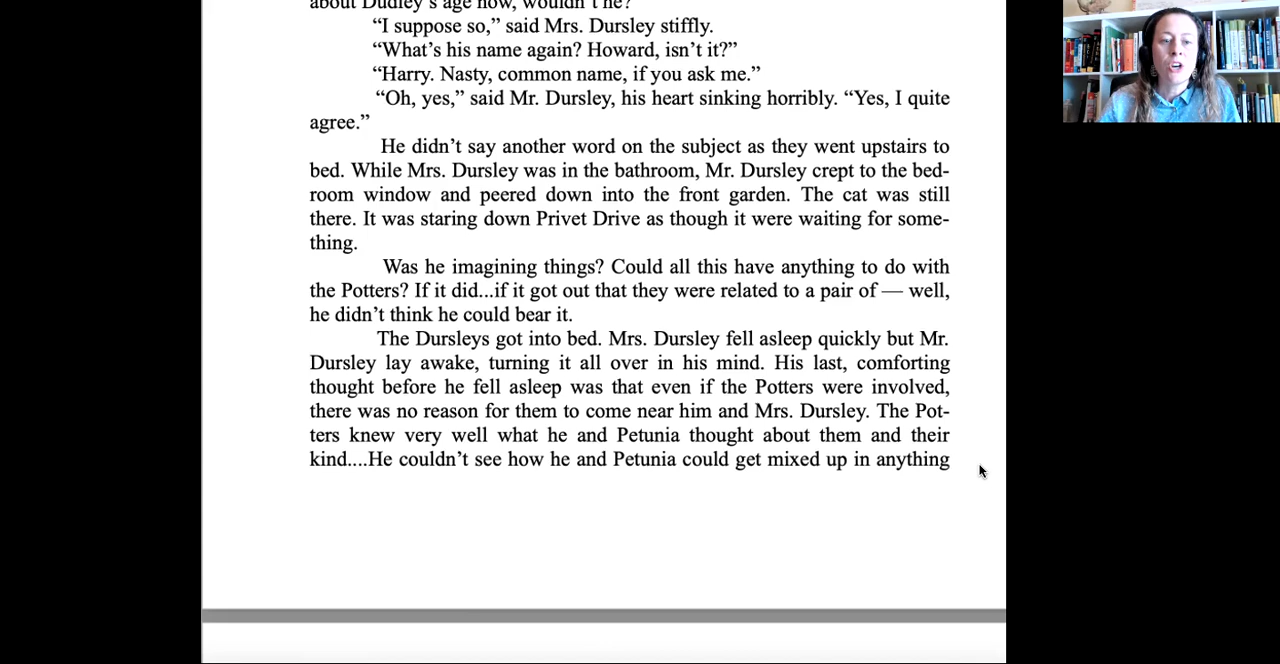 about Dudley's age now, wouldn't he?"
“I suppose so,” said Mrs. Dursley stiffly.
“What’s his name again? Howard, isn’t it?”
“Harry. Nasty, common name, if you ask me.”
“Oh, yes,” said Mr. Dursley, his heart sinking horribly. “Yes, I quite
agree.”
He didn’t say another word on the subject as they went upstairs to
bed. While Mrs. Dursley was in the bathroom, Mr. Dursley crept to the bed-
room window and peered down into the front garden. The cat was still
there. It was staring down Privet Drive as though it were waiting for some-
thing.
Was he imagining things? Could all this have anything to do with
the Potters? If it did...if it got out that they were related to a pair of — well,
he didn’t think he could bear it.
The Dursleys got into bed. Mrs. Dursley fell asleep quickly but Mr.
Dursley lay awake, turning it all over in his mind. His last, comforting
thought before he fell asleep was that even if the Potters were involved,
there was no reason for them to come near him and Mrs. Dursley. The Pot-
ters knew very well what he and Petunia thought about them and their
kind....He couldn’t see how he and Petunia could get mixed up in anything